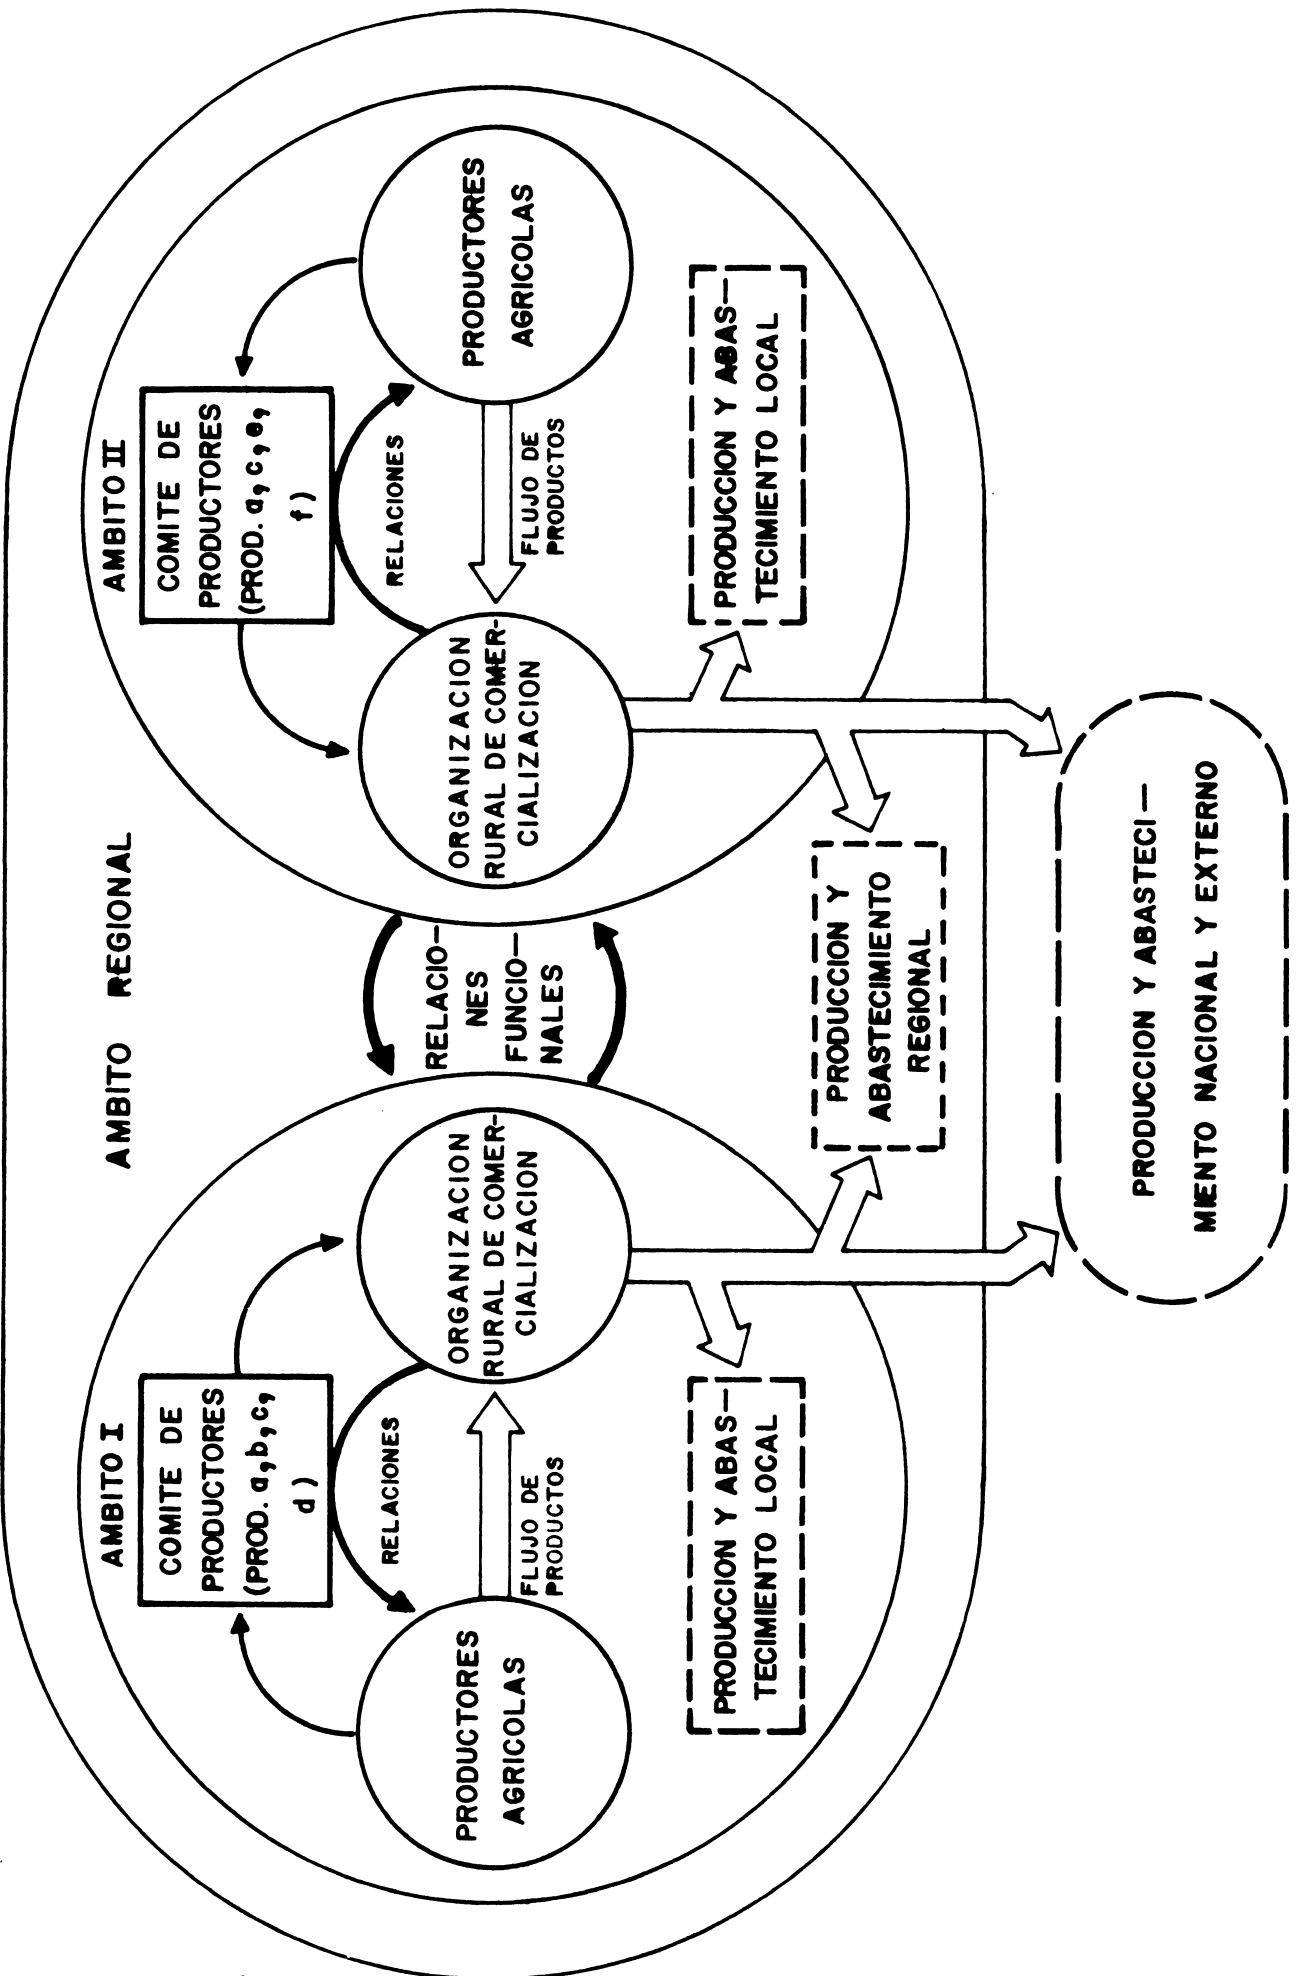 AMBITO REGIONAL
AMBITO I
COMITE DE
PRODUCTORES
(PROD. a,b,c,
d)
RELACIONES
PRODUCTORES
AGRICOLAS
FLUJO DE
PRODUCTOS
ORGANIZACION
RURAL DE COMER-
CIALIZACION
PRODUCCION Y ABAS—
TECIMIENTO LOCAL
RELACIO—
NES
FUNCIO—
NALES
AMBITO II
COMITE DE
PRODUCTORES
(PROD. a,c,e,
f)
RELACIONES
ORGANIZACION
RURAL DE COMER-
CIALIZACION
FLUJO DE
PRODUCTOS
PRODUCTORES
AGRICOLAS
PRODUCCION Y ABAS—
TECIMIENTO LOCAL
PRODUCCION Y
ABASTECIMIENTO
REGIONAL
PRODUCCION Y ABASTECI—
MIENTO NACIONAL Y EXTERNO